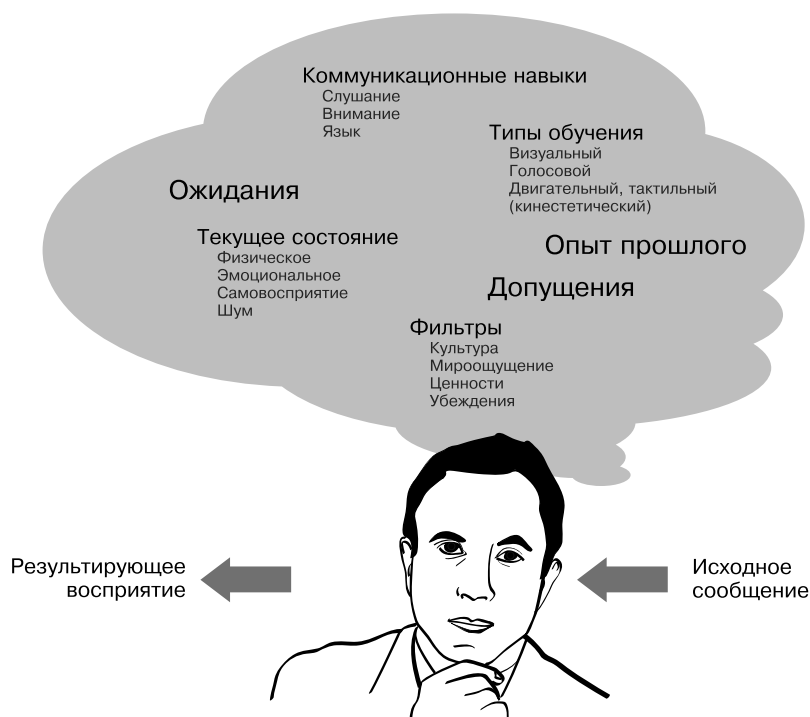 Коммуникационные навыки
Слушание
Внимание
Язык
Типы обучения
Визуальный
Голосовой
Двигательный, тактильный
(кинестетический)
Ожидания
Текущее состояние
Физическое
Эмоциональное
Самовосприятие
Шум
Опыт прошлого
Допущения
Фильтры
Культура
Мироощущение
Ценности
Убеждения
Результирующее
восприятие
Исходное
сообщение